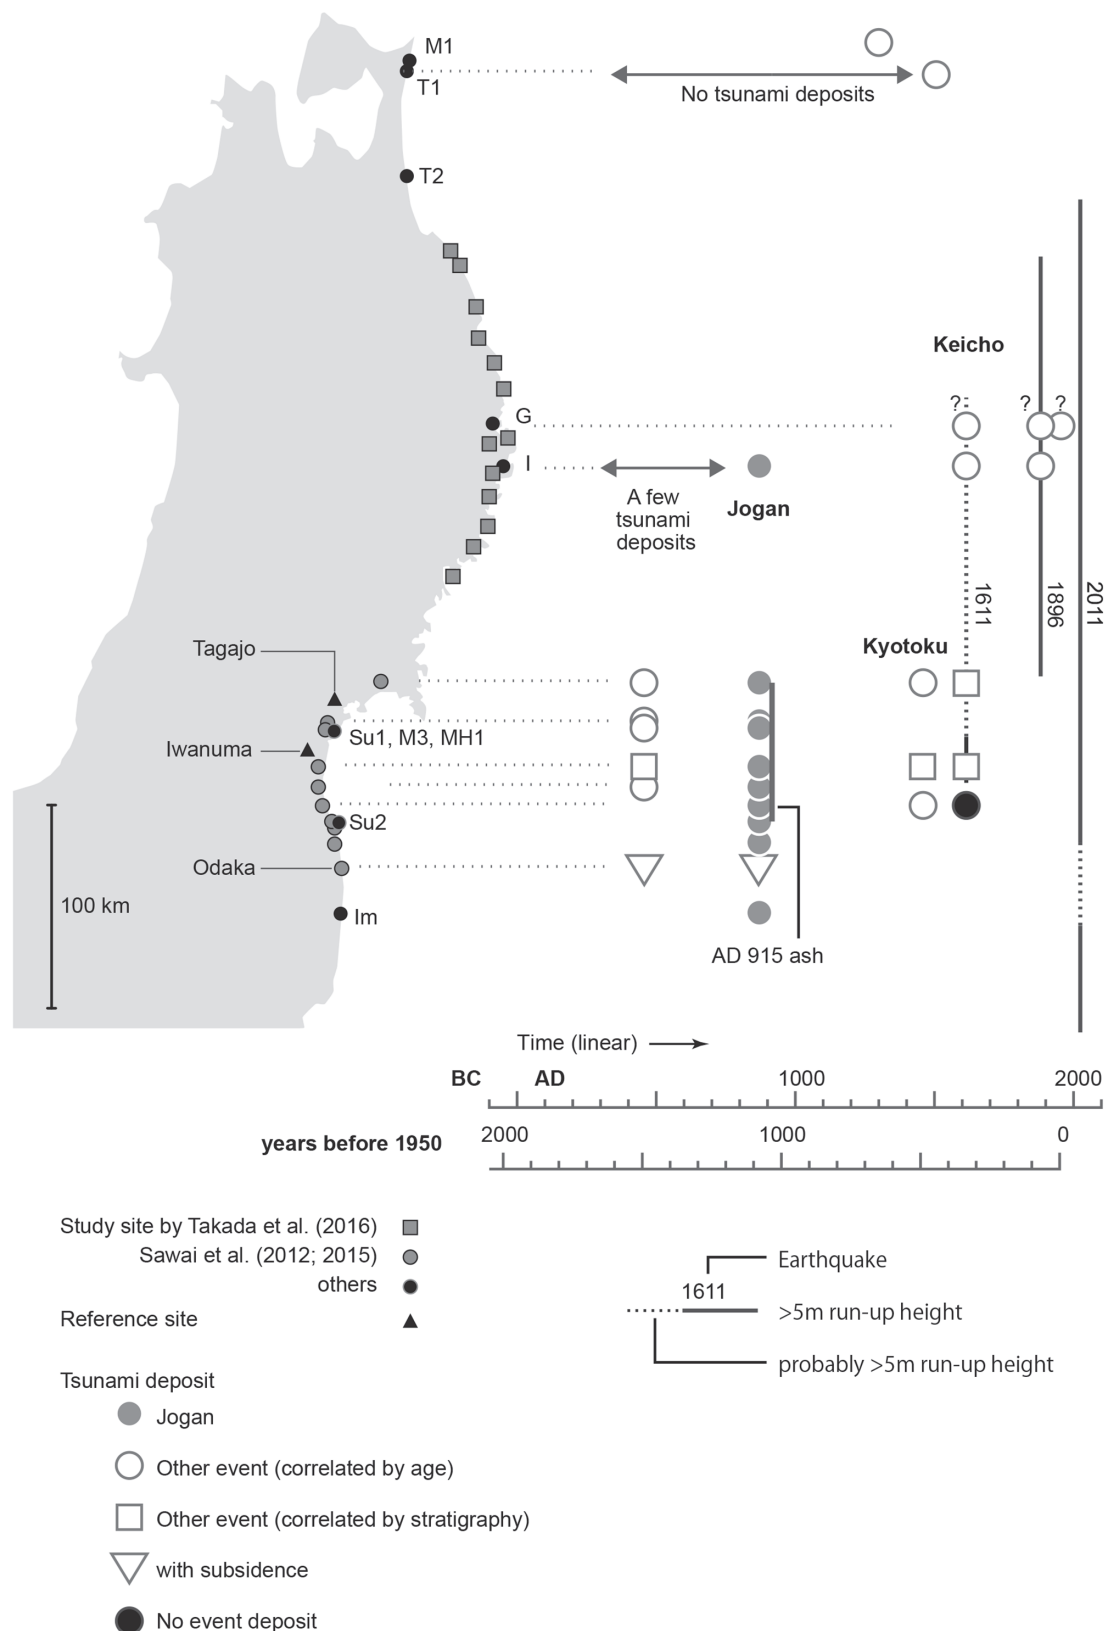 M1
T1
No tsunami deposits
T2
Keicho
G
? ? ?
I
A few
tsunami
deposits
Jogan
1611
1896
2011
Kyotoku
Tagajo
Su1, M3, MH1
Iwanuma
Su2
Odaka
100 km
Im
AD 915 ash
Time (linear)
BC AD 1000 2000
years before 1950 2000 1000 0
Study site by Takada et al. (2016)
Sawai et al. (2012; 2015)
others
Reference site
Earthquake
1611
>5m run-up height
probably >5m run-up height
Tsunami deposit
Jogan
Other event (correlated by age)
Other event (correlated by stratigraphy)
with subsidence
No event deposit